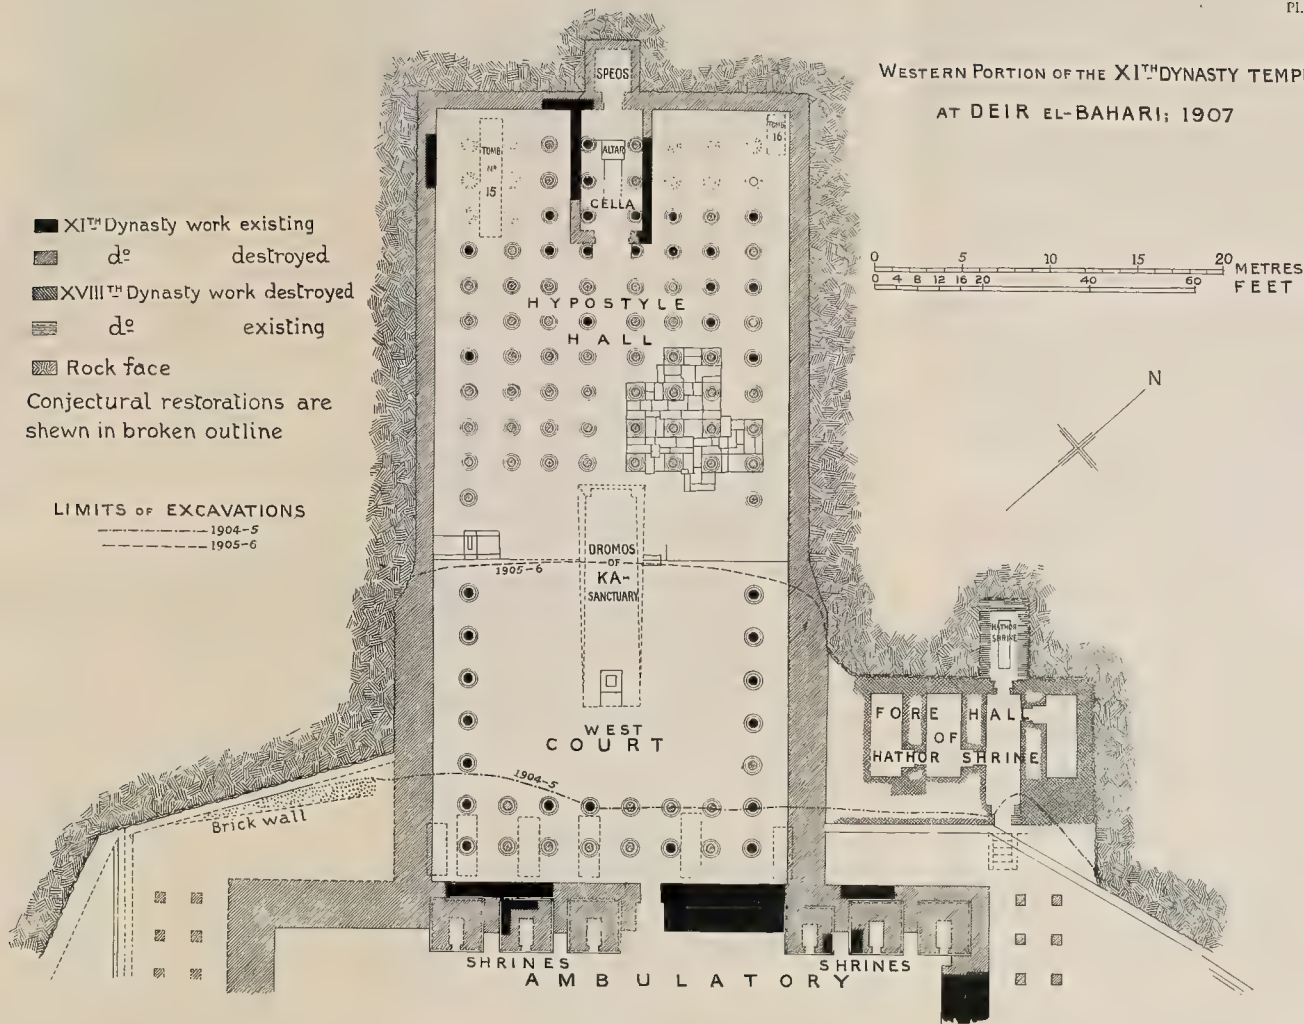 Pl.
WESTERN PORTION OF THE XITH DYNASTY TEMP
AT DEIR EL-BAHARI; 1907
XITH Dynasty work existing
do destroyed
XVIIITH Dynasty work destroyed
do existing
Rock face
Conjectural restorations are
shewn in broken outline
LIMITS OF EXCAVATIONS
1904-5
1905-6
0 5 10 15 20 METRES
0 4 8 12 16 20 40 60 FEET
N
SPEOS
TOMB
No
15
TOMB
16
ALTAR
CELLA
HYPOSTYLE
HALL
DROMOS
OF
KA-
SANCTUARY
1905-6
WEST
COURT
1904-5
Brick wall
HATHOR
SHRINE
FORE HALL
OF
HATHOR SHRINE
SHRINES
SHRINES
AMBULATORY